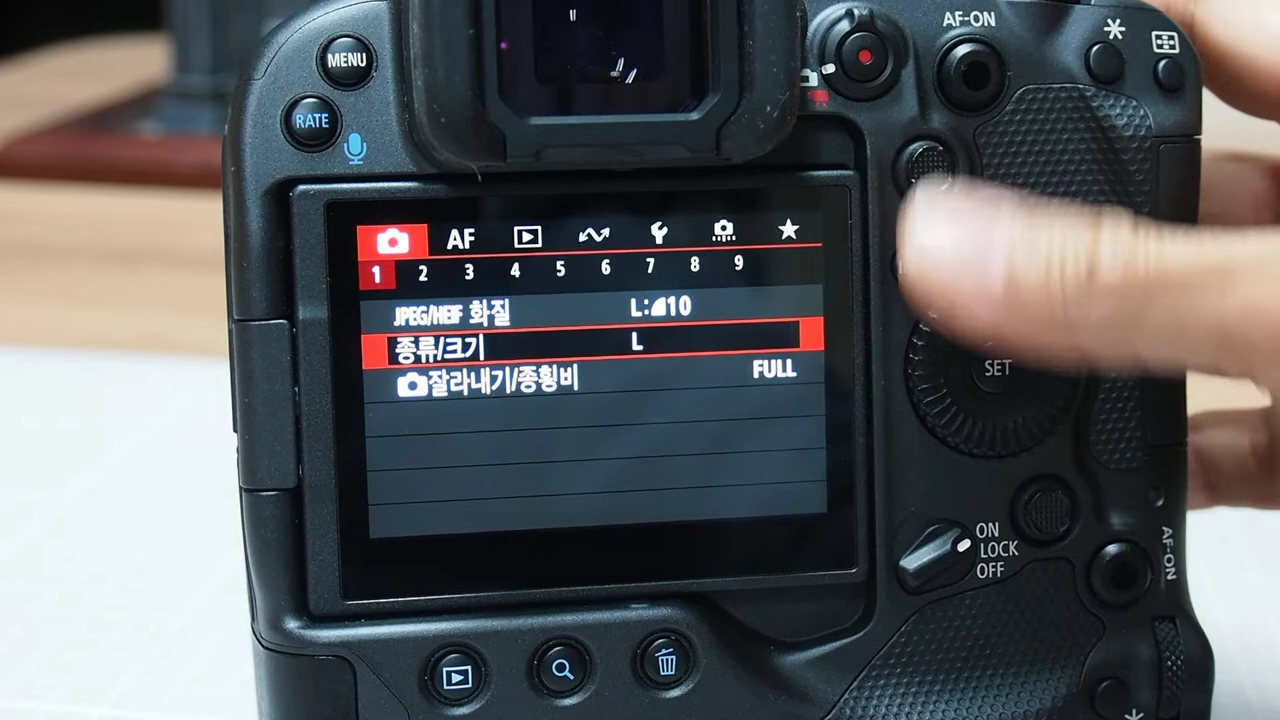 AF-ON
MENU
RATE
AF
1 2 3 4 5 6 7 8 9
JPEG/HEIF 화질 L:10
종류/크기 L
잘라내기/종횡비 FULL
SET
ON
LOCK
OFF
AF-ON